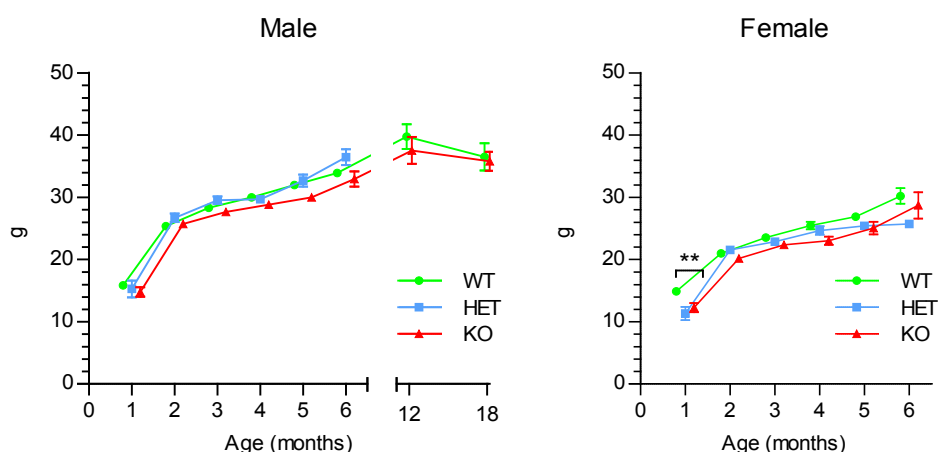 Male
50
40
30
20
10
0
g
WT
HET
KO
0 1 2 3 4 5 6 12 18
Age (months)
Female
50
40
30
20
10
0
g
**
WT
HET
KO
0 1 2 3 4 5 6
Age (months)